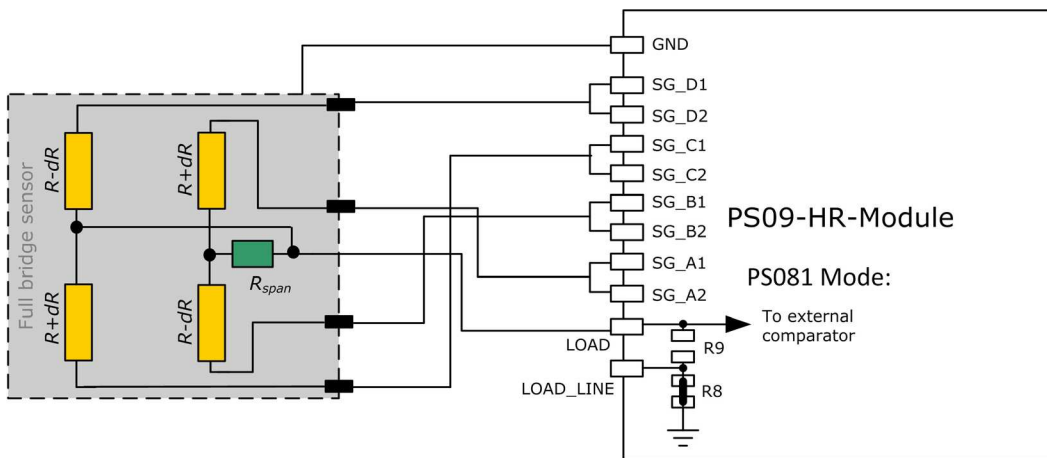 Full bridge sensor
R-dR
R+dR
R+dR
R-dR
Rspan
GND
SG_D1
SG_D2
SG_C1
SG_C2
SG_B1
SG_B2
SG_A1
SG_A2
LOAD
LOAD_LINE
PS09-HR-Module
PS081 Mode:
To external
comparator
R9
R8